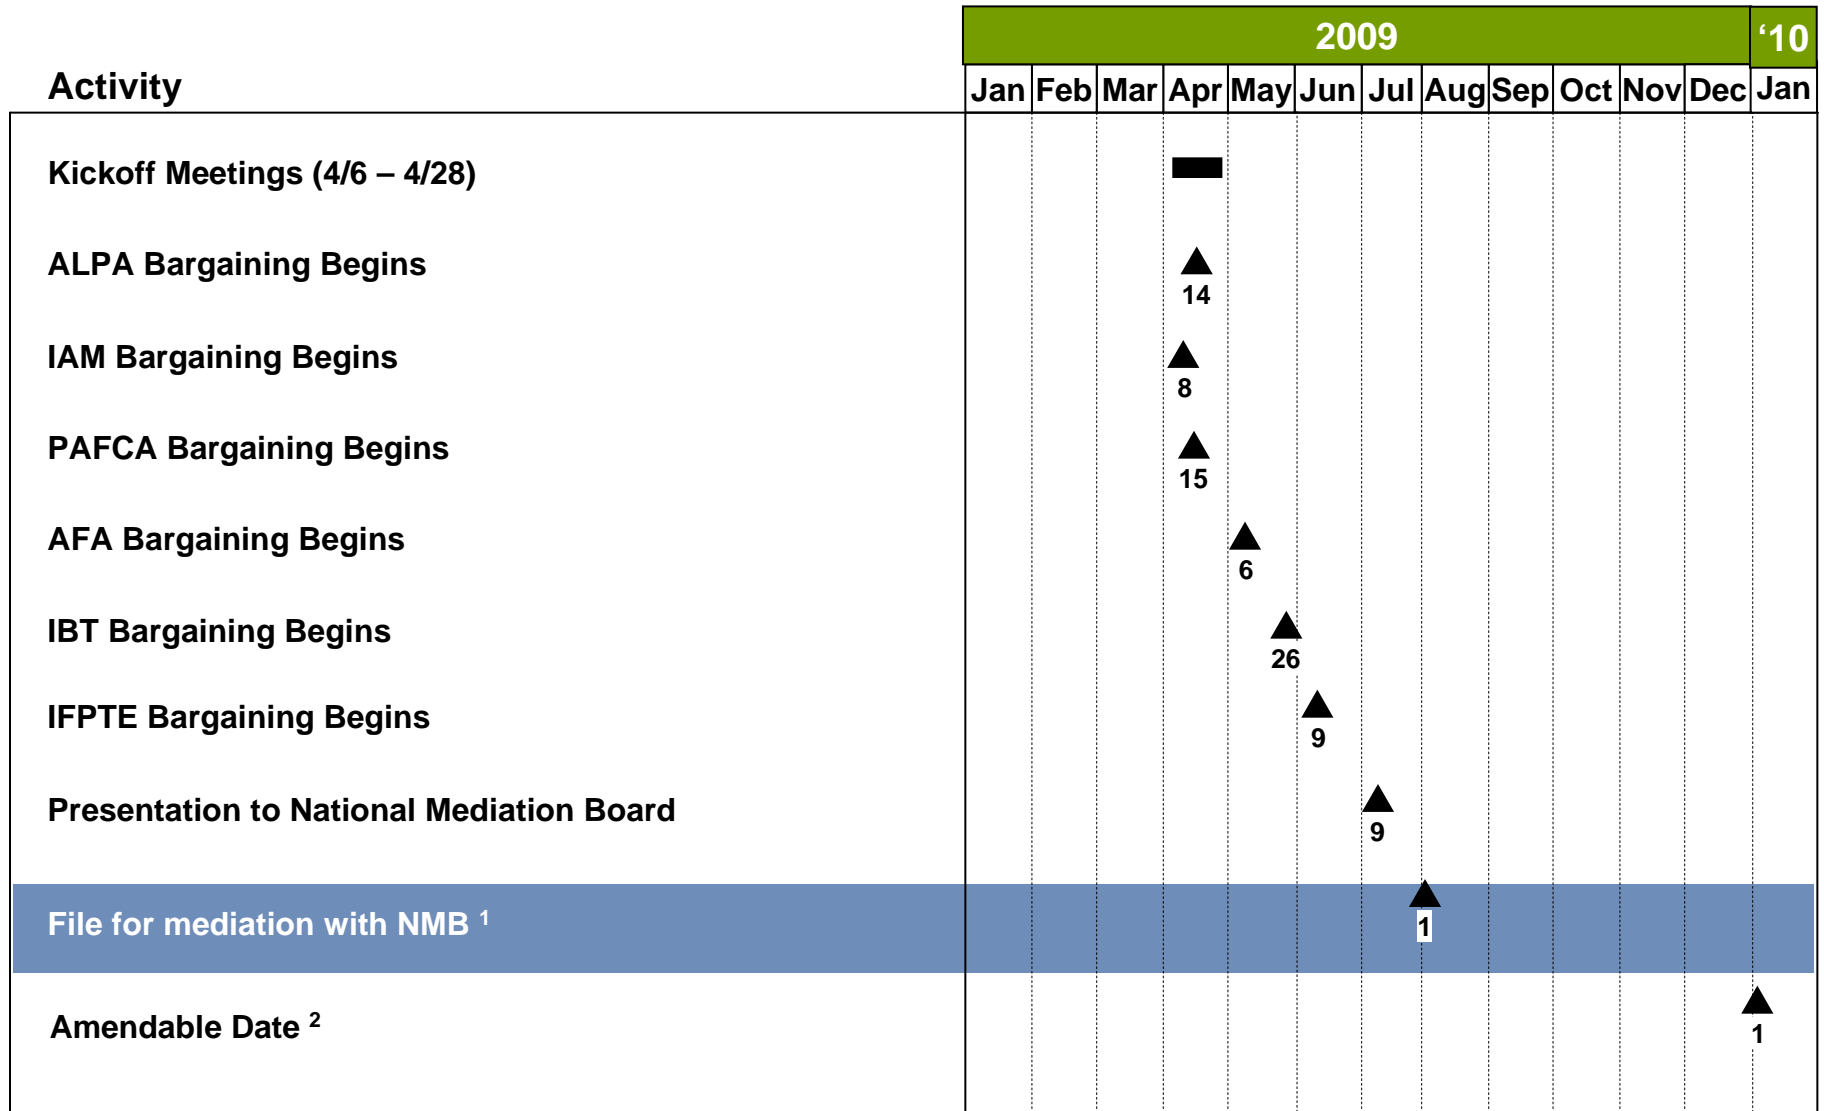 2009 ‘10
Activity Jan Feb Mar Apr May Jun Jul Aug Sep Oct Nov Dec Jan
Kickoff Meetings (4/6 – 4/28)
ALPA Bargaining Begins
14
IAM Bargaining Begins
8
PAFCA Bargaining Begins
15
AFA Bargaining Begins
6
IBT Bargaining Begins
26
IFPTE Bargaining Begins
9
Presentation to National Mediation Board
9
File for mediation with NMB 1
1
Amendable Date 2
1